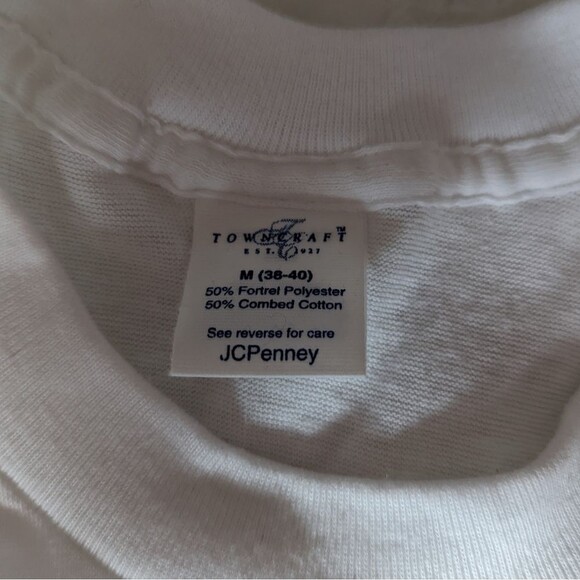 TOWNCRAFT™
EST. 1927
M (38-40)
50% Fortrel Polyester
50% Combed Cotton
See reverse for care
JCPenney